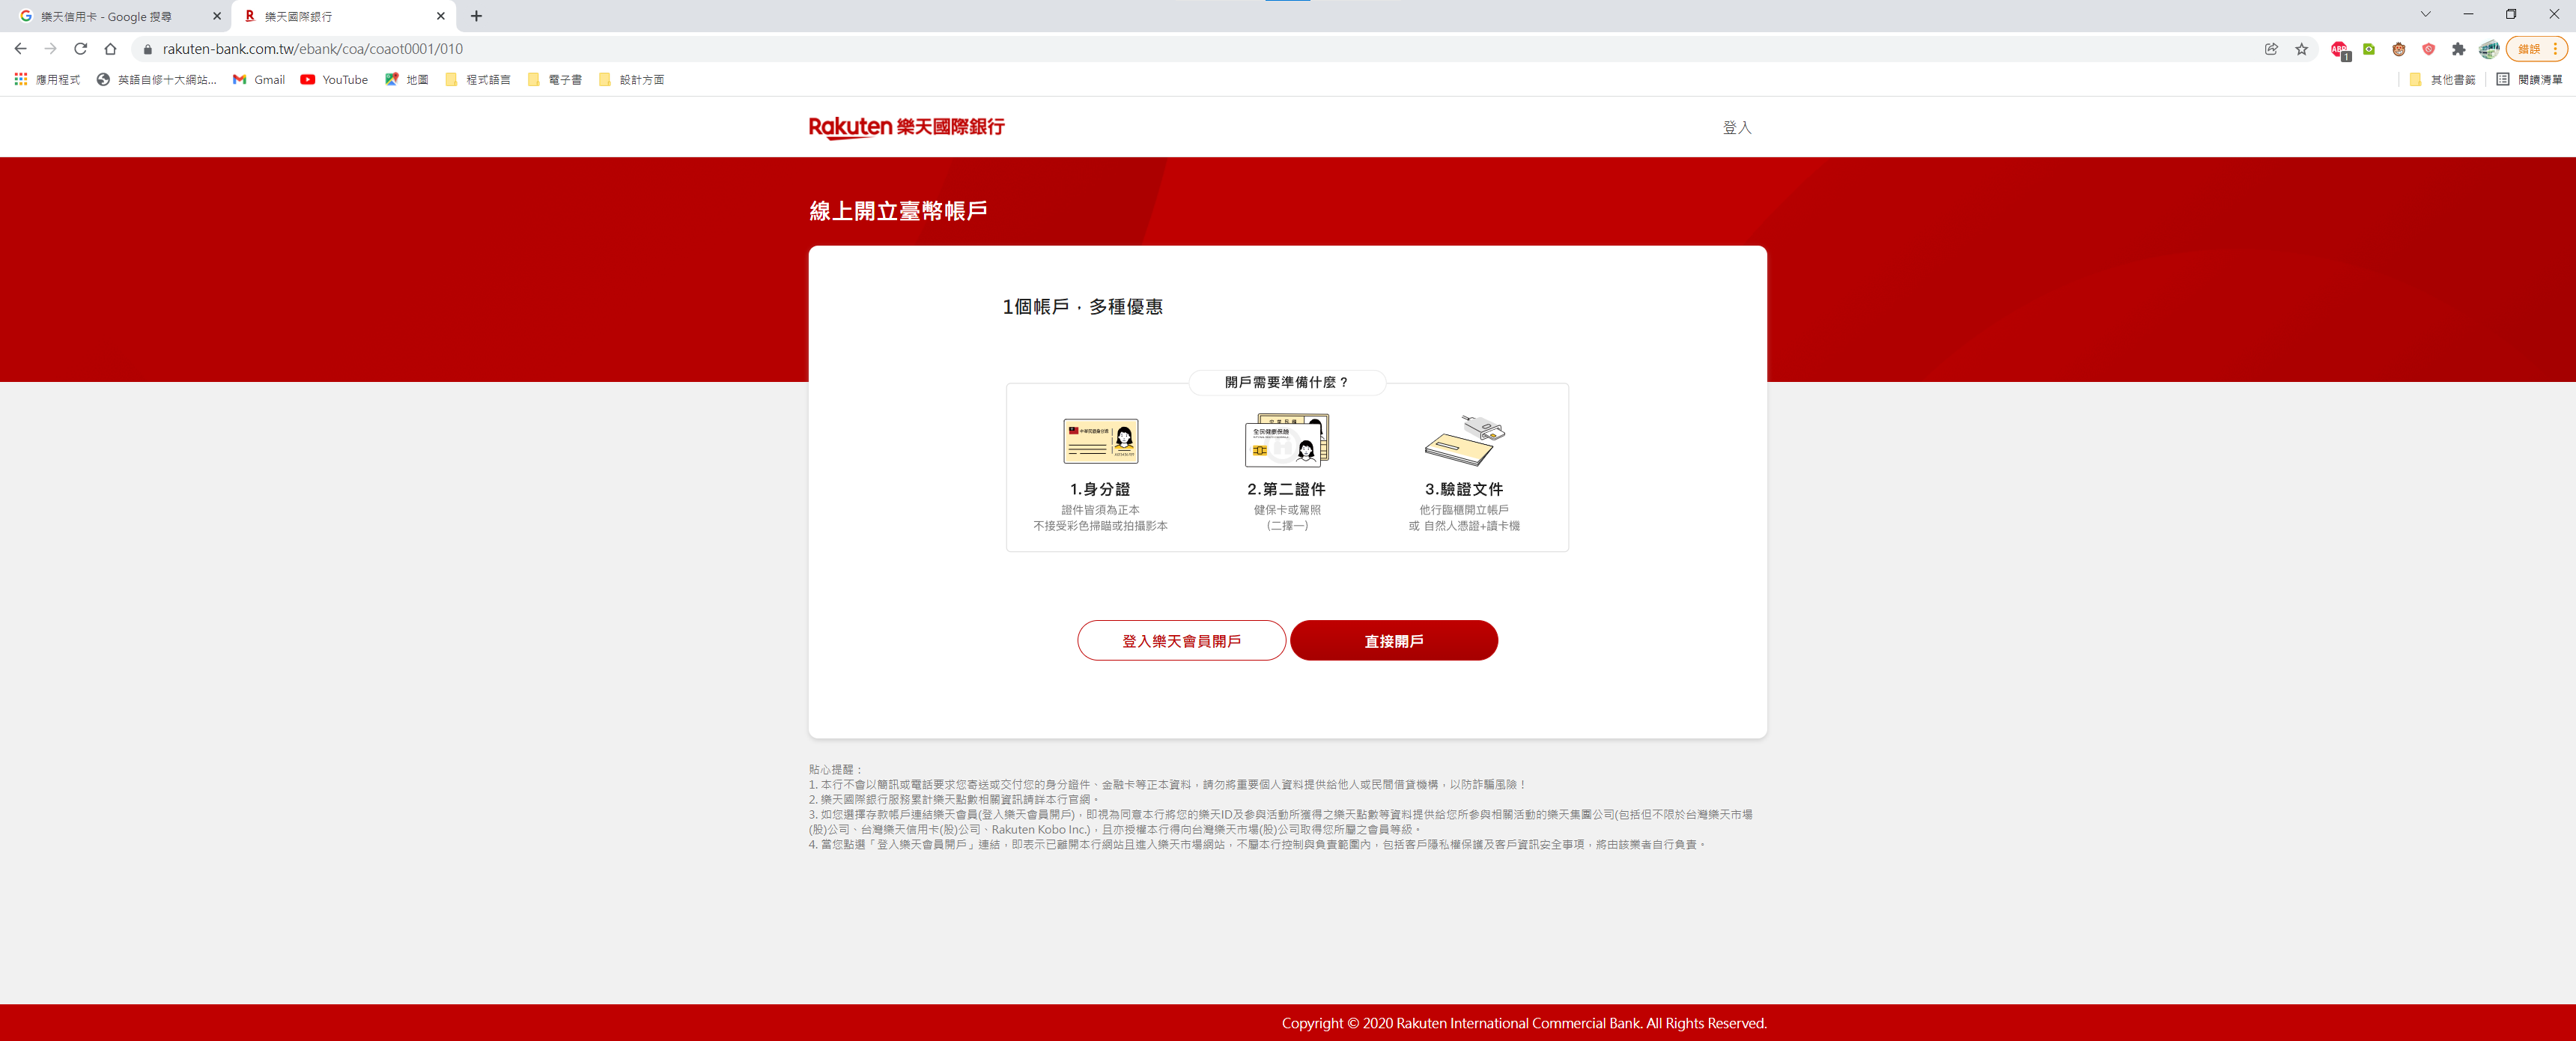 樂天信用卡 - Google 搜尋
樂天國際銀行
rakuten-bank.com.tw/ebank/coa/coaot0001/010
ABP
1
錯誤
應用程式
英語自修十大網站...
Gmail
YouTube
地圖
程式語言
電子書
設計方面
其他書籤
閱讀清單
Rakuten 樂天國際銀行
登入
線上開立臺幣帳戶
1個帳戶，多種優惠
開戶需要準備什麼？
中華民國身分證
全民健康保險
1.身分證
證件皆須為正本
不接受彩色掃瞄或拍攝影本
2.第二證件
健保卡或駕照
(二擇一)
3.驗證文件
他行臨櫃開立帳戶
或 自然人憑證+讀卡機
登入樂天會員開戶
直接開戶
貼心提醒：
1. 本行不會以簡訊或電話要求您寄送或交付您的身分證件、金融卡等正本資料，請勿將重要個人資料提供給他人或民間借貸機構，以防詐騙風險！
2. 樂天國際銀行服務累計樂天點數相關資訊請詳本行官網。
3. 如您選擇存款帳戶連結樂天會員(登入樂天會員開戶)，即視為同意本行將您的樂天ID及參與活動所獲得之樂天點數等資料提供給您所參與相關活動的樂天集團公司(包括但不限於台灣樂天市場
(股)公司、台灣樂天信用卡(股)公司、Rakuten Kobo Inc.)，且亦授權本行得向台灣樂天市場(股)公司取得您所屬之會員等級。
4. 當您點選「登入樂天會員開戶」連結，即表示已離開本行網站且進入樂天市場網站，不屬本行控制與負責範圍內，包括客戶隱私權保護及客戶資訊安全事項，將由該業者自行負責。
Copyright © 2020 Rakuten International Commercial Bank. All Rights Reserved.